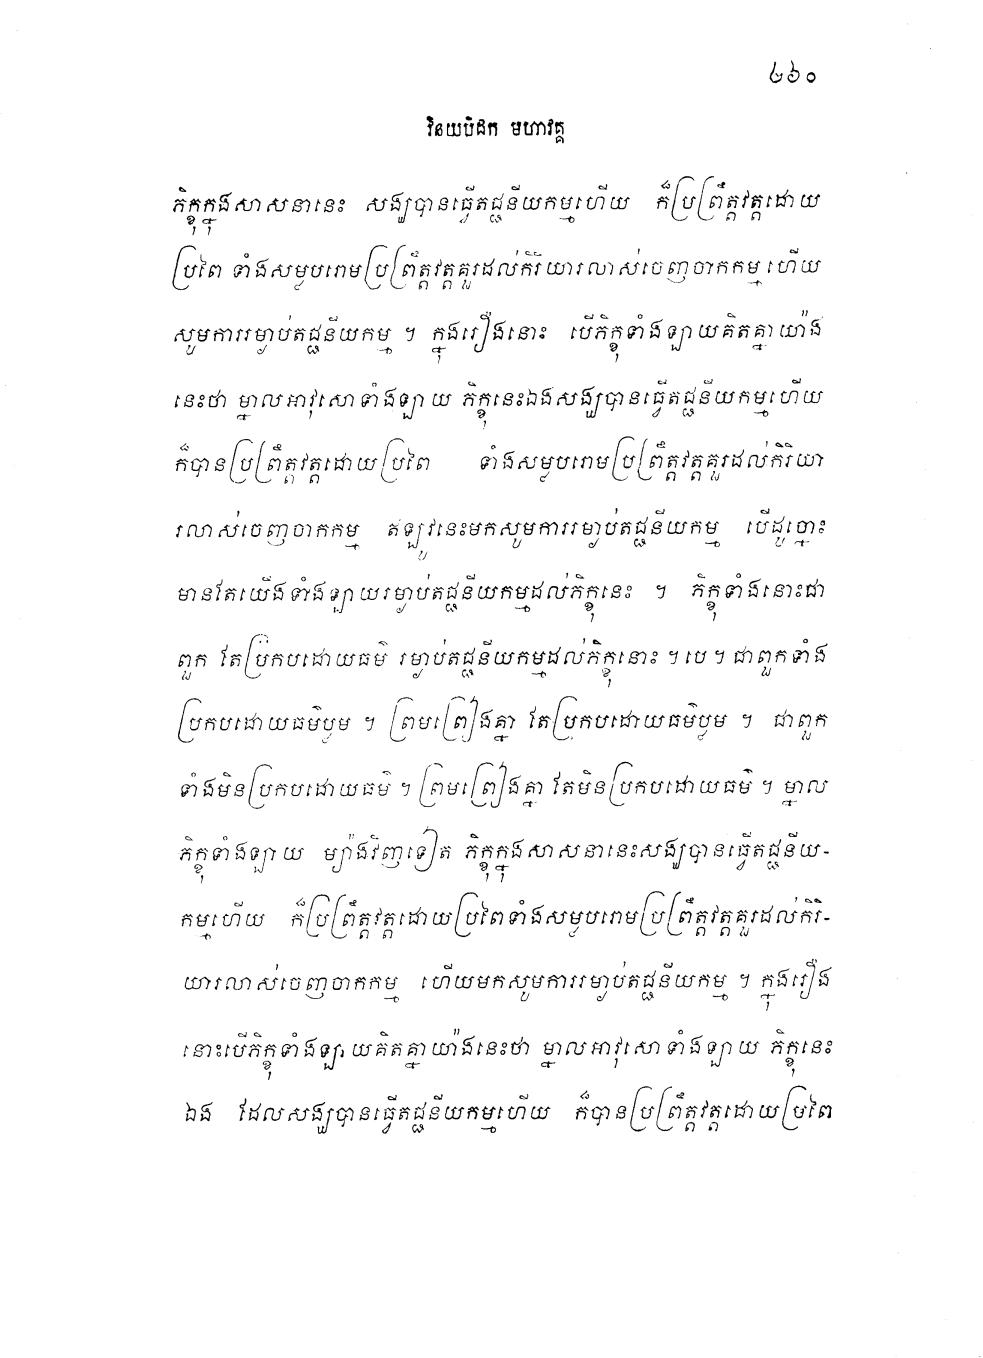 ៤៦០
វិនយបិដក មហាវគ្គ
ភិក្ខុក្នុងសាសនានេះ សង្ឃបានធ្វើតជ្ជនីយកម្មហើយ ក៏ប្រព្រឹត្តវត្តដោយ
ប្រពៃ ទាំងសម្ងបរោមប្រព្រឹត្តវត្តគួរដល់កិរិយារលាស់ចេញចាកកម្ម ហើយ
សូមការរម្ងាប់តជ្ជនីយកម្ម ។ ក្នុងរឿងនោះ បើភិក្ខុទាំងឡាយគិតគ្នាយ៉ាង
នេះថា ម្នាលអាវុសោទាំងឡាយ ភិក្ខុនេះឯងសង្ឃបានធ្វើតជ្ជនីយកម្មហើយ
ក៏បានប្រព្រឹត្តវត្តដោយប្រពៃ ទាំងសម្ងបរោមប្រព្រឹត្តវត្តគួរដល់កិរិយា
រលាស់ចេញចាកកម្ម ឥឡូវនេះមកសូមការរម្ងាប់តជ្ជនីយកម្ម បើដូច្នោះ
មានតែយើងទាំងឡាយរម្ងាប់តជ្ជនីយកម្មដល់ភិក្ខុនេះ ។ ភិក្ខុទាំងនោះជា
ពួក តែប្រកបដោយធម៌ រម្ងាប់តជ្ជនីយកម្មដល់ភិក្ខុនោះ ។បេ។ ជាពួកទាំង
ប្រកបដោយធម៌ប្លម ។ ព្រមព្រៀងគ្នា តែប្រកបដោយធម៌ប្លម ។ ជាពួក
ទាំងមិនប្រកបដោយធម៌ ។ ព្រមព្រៀងគ្នា តែមិនប្រកបដោយធម៌ ។ ម្នាល
ភិក្ខុទាំងឡាយ ម្យ៉ាងវិញទៀត ភិក្ខុក្នុងសាសនានេះសង្ឃបានធ្វើតជ្ជនីយ-
កម្មហើយ ក៏ប្រព្រឹត្តវត្តដោយប្រពៃទាំងសម្ងបរោមប្រព្រឹត្តវត្តគួរដល់កិរិ-
យារលាស់ចេញចាកកម្ម ហើយមកសូមការរម្ងាប់តជ្ជនីយកម្ម ។ ក្នុងរឿង
នោះបើភិក្ខុទាំងឡាយគិតគ្នាយ៉ាងនេះថា ម្នាលអាវុសោទាំងឡាយ ភិក្ខុនេះ
ឯង ដែលសង្ឃបានធ្វើតជ្ជនីយកម្មហើយ ក៏បានប្រព្រឹត្តវត្តដោយប្រពៃ